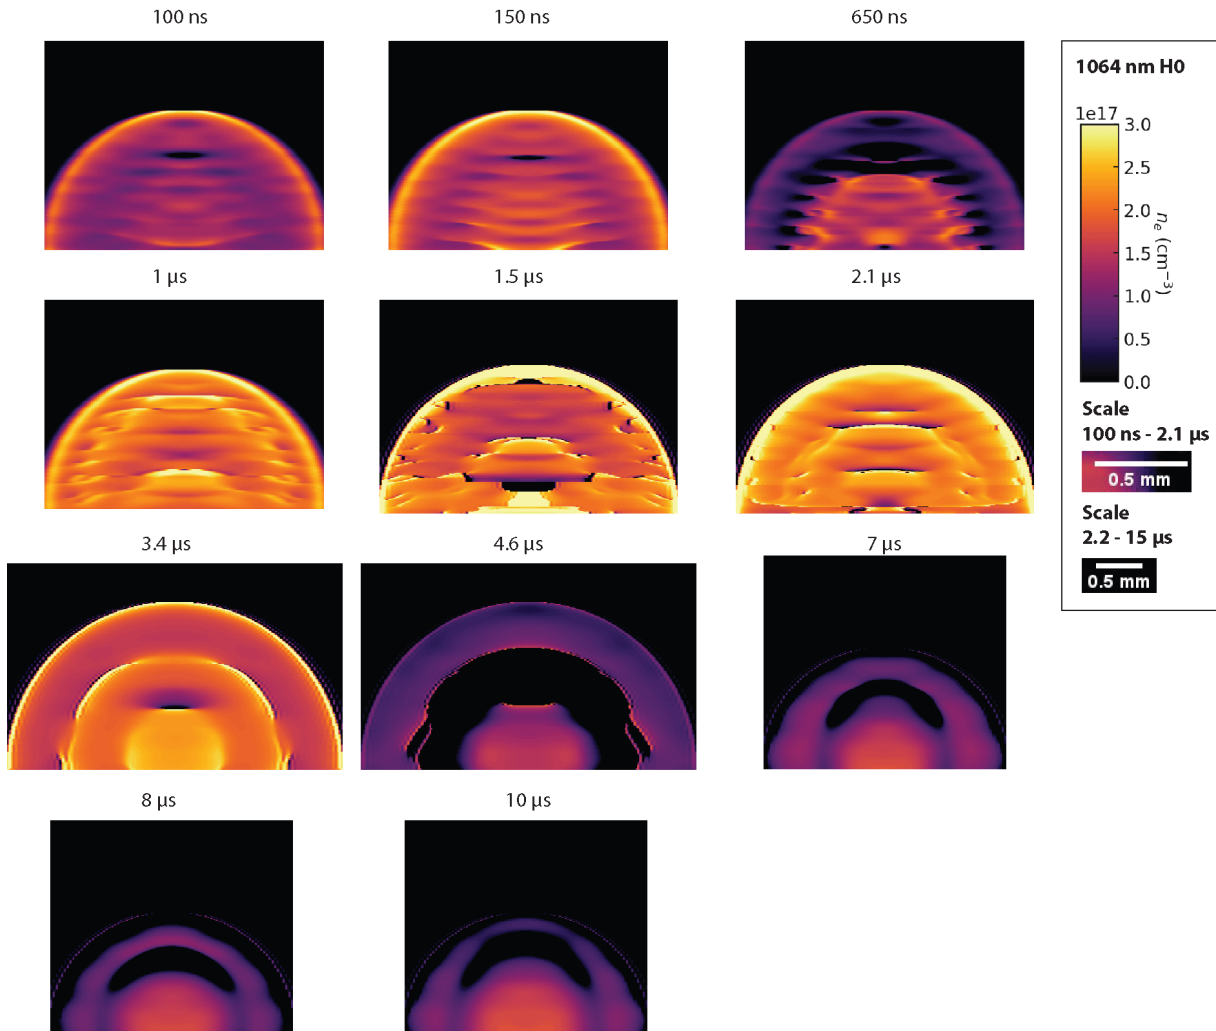 100 ns
150 ns
650 ns
1064 nm H0
1e17
3.0
2.5
2.0
1.5
1.0
0.5
0.0
nₑ (cm⁻³)
1 µs
1.5 µs
2.1 µs
Scale
100 ns - 2.1 µs
0.5 mm
Scale
2.2 - 15 µs
0.5 mm
3.4 µs
4.6 µs
7 µs
8 µs
10 µs